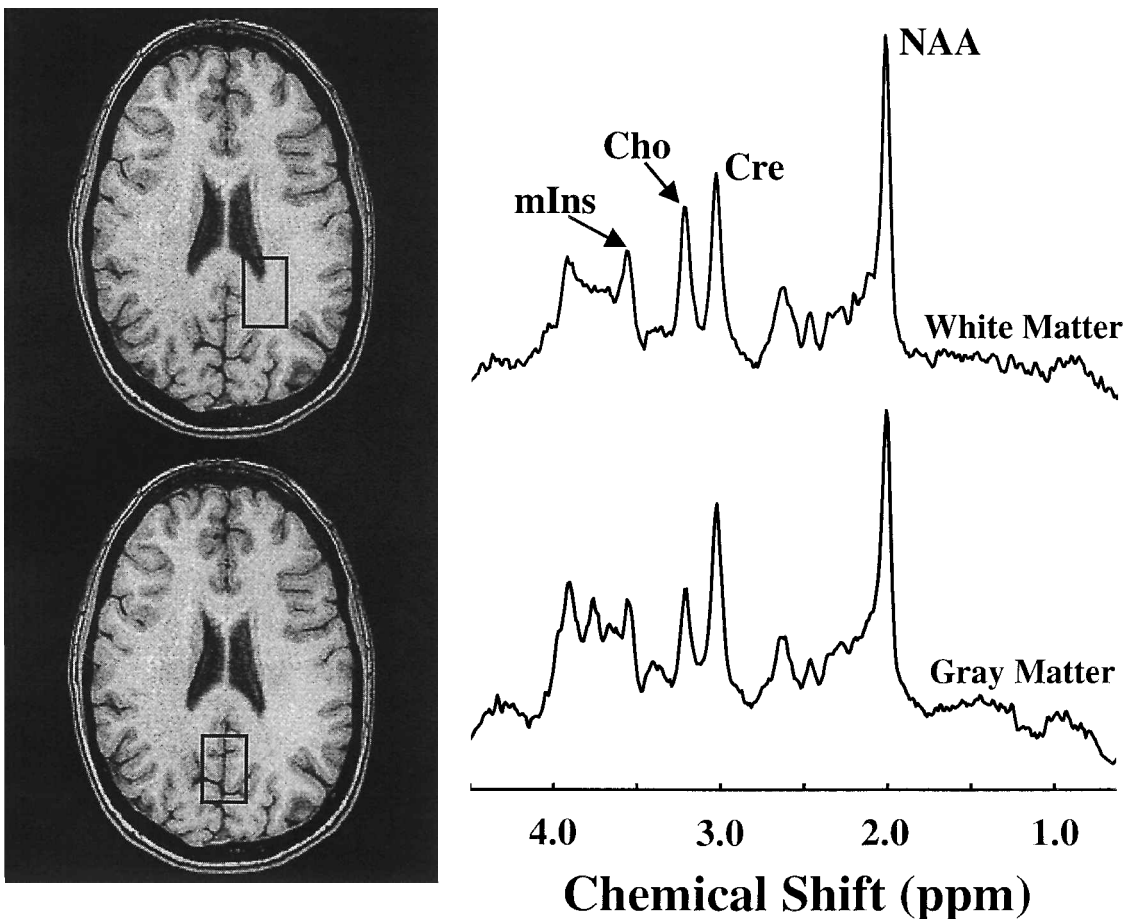 NAA
Cho
Cre
mIns
White Matter
Gray Matter
4.0 3.0 2.0 1.0
Chemical Shift (ppm)